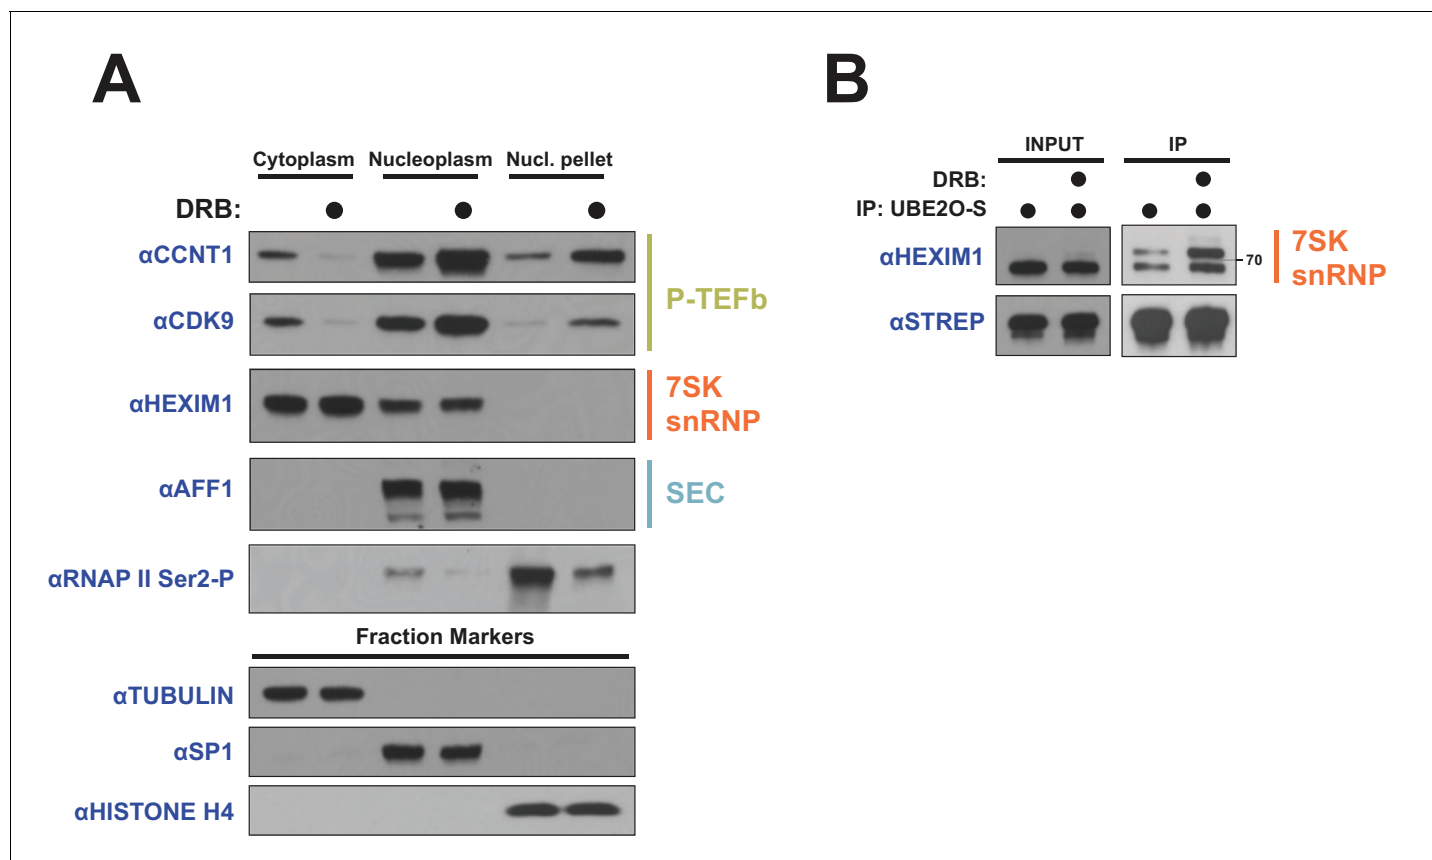 A
Cytoplasm Nucleoplasm Nucl. pellet
DRB:
αCCNT1
αCDK9
P-TEFb
αHEXIM1
7SK
snRNP
αAFF1
SEC
αRNAP II Ser2-P
Fraction Markers
αTUBULIN
αSP1
αHISTONE H4
B
INPUT IP
DRB:
IP: UBE2O-S
αHEXIM1
70
7SK
snRNP
αSTREP